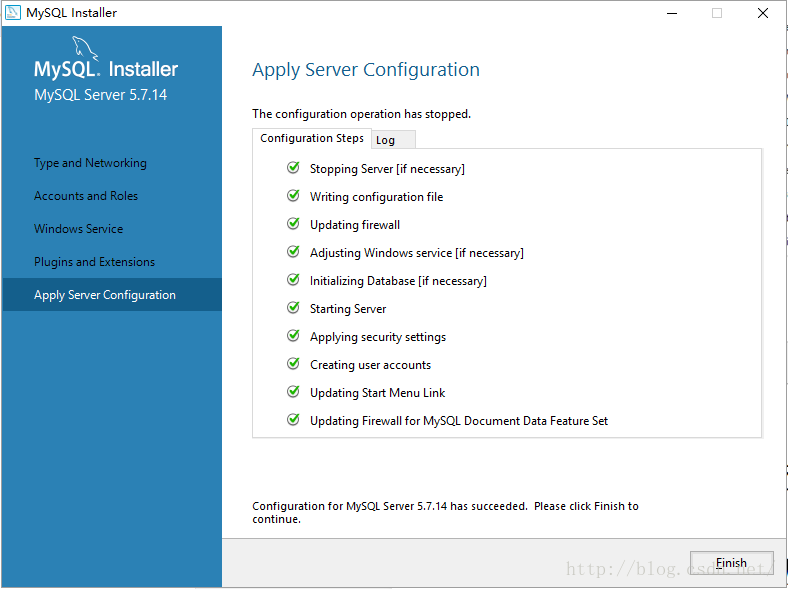 MySQL Installer
MySQL. Installer
MySQL Server 5.7.14
Type and Networking
Accounts and Roles
Windows Service
Plugins and Extensions
Apply Server Configuration
Apply Server Configuration
The configuration operation has stopped.
Configuration Steps
Log
Stopping Server [if necessary]
Writing configuration file
Updating firewall
Adjusting Windows service [if necessary]
Initializing Database [if necessary]
Starting Server
Applying security settings
Creating user accounts
Updating Start Menu Link
Updating Firewall for MySQL Document Data Feature Set
Configuration for MySQL Server 5.7.14 has succeeded. Please click Finish to
continue.
Finish
http://blog.csdn.net/